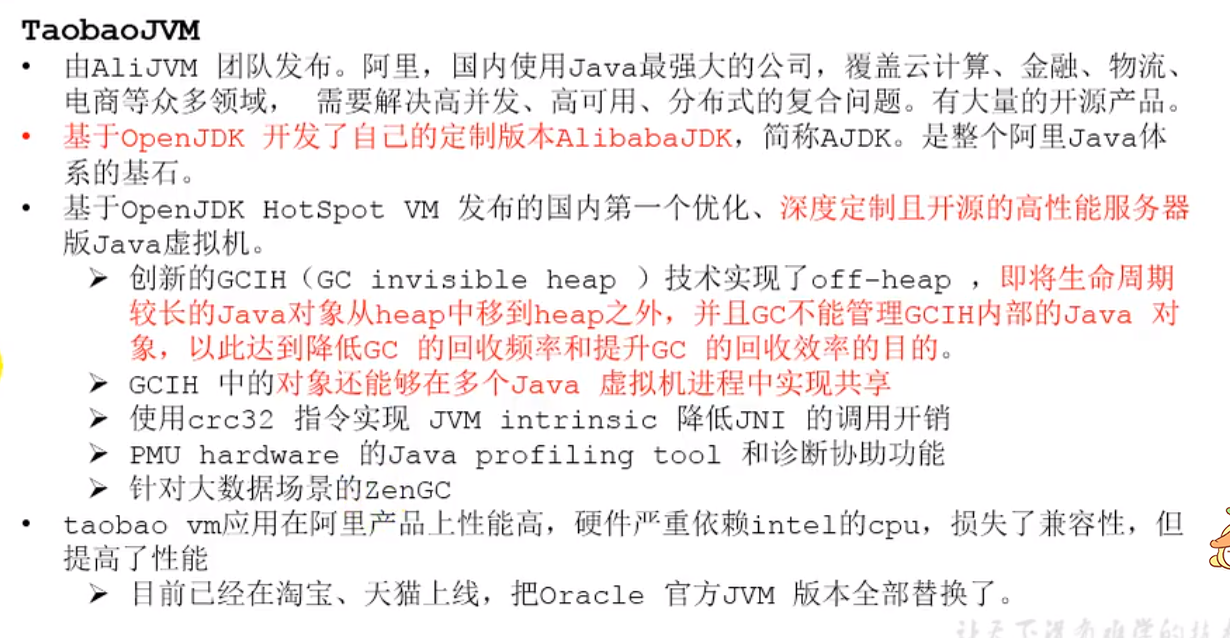 TaobaoJVM
• 由AliJVM 团队发布。阿里，国内使用Java最强大的公司，覆盖云计算、金融、物流、
电商等众多领域， 需要解决高并发、高可用、分布式的复合问题。有大量的开源产品。
• 基于OpenJDK 开发了自己的定制版本AlibabaJDK，简称AJDK。是整个阿里Java体
系的基石。
• 基于OpenJDK HotSpot VM 发布的国内第一个优化、深度定制且开源的高性能服务器
版Java虚拟机。
➢ 创新的GCIH（GC invisible heap ）技术实现了off-heap ，即将生命周期
较长的Java对象从heap中移到heap之外，并且GC不能管理GCIH内部的Java 对
象，以此达到降低GC 的回收频率和提升GC 的回收效率的目的。
➢ GCIH 中的对象还能够在多个Java 虚拟机进程中实现共享
➢ 使用crc32 指令实现 JVM intrinsic 降低JNI 的调用开销
➢ PMU hardware 的Java profiling tool 和诊断协助功能
➢ 针对大数据场景的ZenGC
• taobao vm应用在阿里产品上性能高，硬件严重依赖intel的cpu，损失了兼容性，但
提高了性能
➢ 目前已经在淘宝、天猫上线，把Oracle 官方JVM 版本全部替换了。